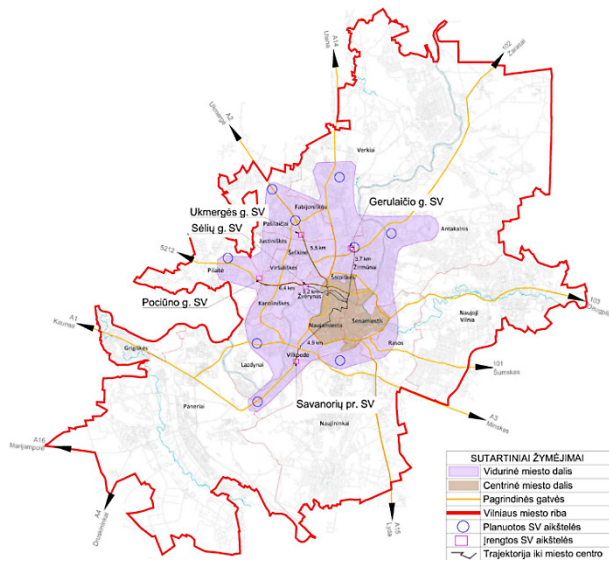 A14
Utena
102
Zarasai
A2
Ukmergė
Verkiai
Ukmergės g. SV
Fabijoniškės
Gerulaičio g. SV
Sėlių g. SV
Pašilaičiai
Justiniškės
Šeškinė
5,6 km
Antakalnis
5212
Viršuliškės
3,7 km
Žirmūnai
Pilaitė
Šnipiškės
6,4 km
3,2 km
Žvėrynas
Pociūno g. SV
Karoliniškės
103
A1
Kaunas
Naujamiestis
Senamiestis
Naujoji
Vilnia
Grigiškės
4,9 km
Rasos
Lazdynai
Vilkpėdė
101
Šumskas
Paneriai
Savanorių pr. SV
A3
Minskas
Naujininkai
A16
Marijampolė
A4
Druskininkai
A15
Lyda
SUTARTINIAI ŽYMĖJIMAI
Vidurinė miesto dalis
Centrinė miesto dalis
Pagrindinės gatvės
Vilniaus miesto riba
Planuotos SV aikštelės
Įrengtos SV aikštelės
Trajektorija iki miesto centro